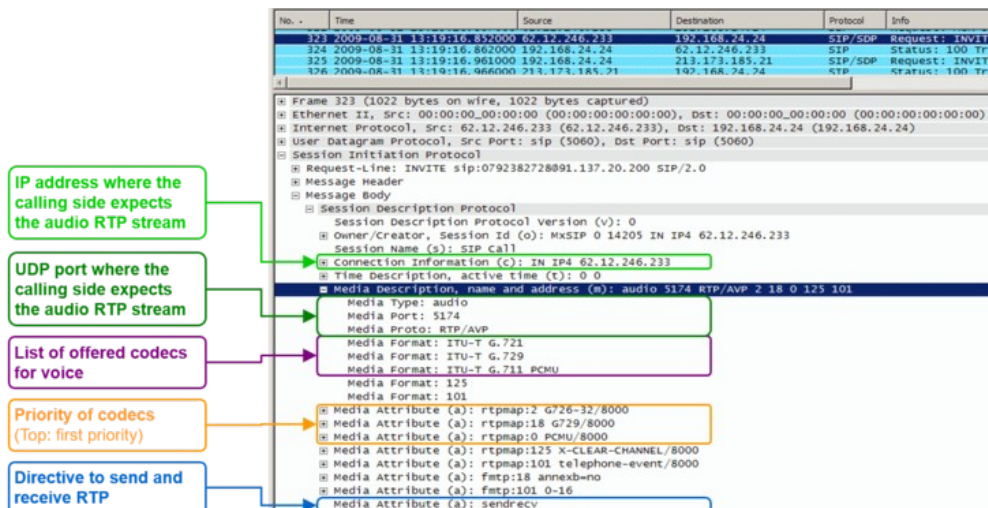 No. . Time Source Destination Protocol Info
323 2009-08-31 13:19:16.852000 62.12.246.233 192.168.24.24 SIP/SDP Request: INVIT
324 2009-08-31 13:19:16.862000 192.168.24.24 62.12.246.233 SIP Status: 100 Tr
325 2009-08-31 13:19:16.961000 192.168.24.24 213.173.185.21 SIP/SDP Request: INVIT
326 2009-08-31 13:19:16.966000 213.173.185.21 192.168.24.24 SIP Status: 100 Tr
Frame 323 (1022 bytes on wire, 1022 bytes captured)
Ethernet II, Src: 00:00:00_00:00:00 (00:00:00:00:00:00), Dst: 00:00:00_00:00:00 (00:00:00:00:00:00)
Internet Protocol, Src: 62.12.246.233 (62.12.246.233), Dst: 192.168.24.24 (192.168.24.24)
User Datagram Protocol, Src Port: sip (5060), Dst Port: sip (5060)
Session Initiation Protocol
Request-Line: INVITE sip:0792382728@91.137.20.200 SIP/2.0
Message Header
Message Body
Session Description Protocol
Session Description Protocol Version (v): 0
Owner/Creator, Session Id (o): MxSIP 0 14205 IN IP4 62.12.246.233
Session Name (s): SIP Call
Connection Information (c): IN IP4 62.12.246.233
Time Description, active time (t): 0 0
Media Description, name and address (m): audio 5174 RTP/AVP 2 18 0 125 101
Media Type: audio
Media Port: 5174
Media Proto: RTP/AVP
Media Format: ITU-T G.721
Media Format: ITU-T G.729
Media Format: ITU-T G.711 PCMU
Media Format: 125
Media Format: 101
Media Attribute (a): rtpmap:2 G726-32/8000
Media Attribute (a): rtpmap:18 G729/8000
Media Attribute (a): rtpmap:0 PCMU/8000
Media Attribute (a): rtpmap:125 X-CLEAR-CHANNEL/8000
Media Attribute (a): rtpmap:101 telephone-event/8000
Media Attribute (a): fmtp:18 annexb=no
Media Attribute (a): fmtp:101 0-16
Media Attribute (a): sendrecv
IP address where the
calling side expects
the audio RTP stream
UDP port where the
calling side expects
the audio RTP stream
List of offered codecs
for voice
Priority of codecs
(Top: first priority)
Directive to send and
receive RTP